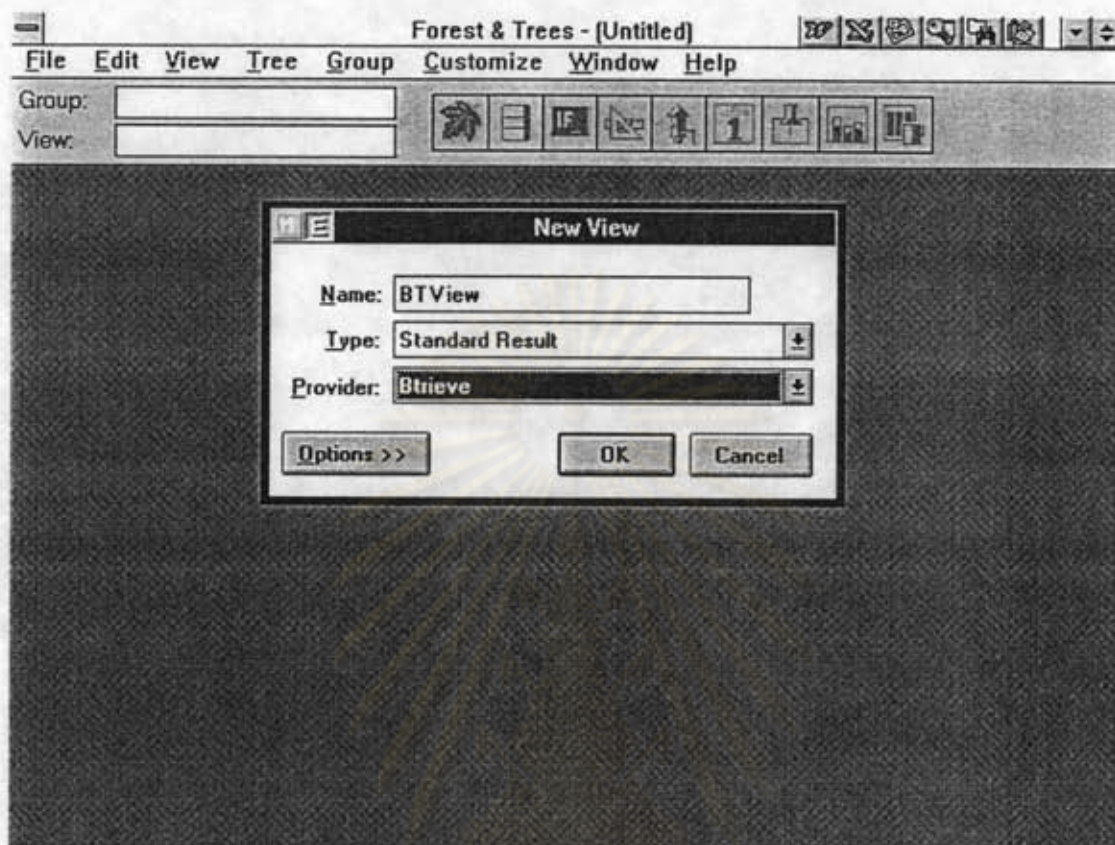 Forest & Trees - (Untitled)
File Edit View Tree Group Customize Window Help
Group:
View:
1
New View
Name: BTView
Type: Standard Result
Provider: Btrieve
Options >> OK Cancel